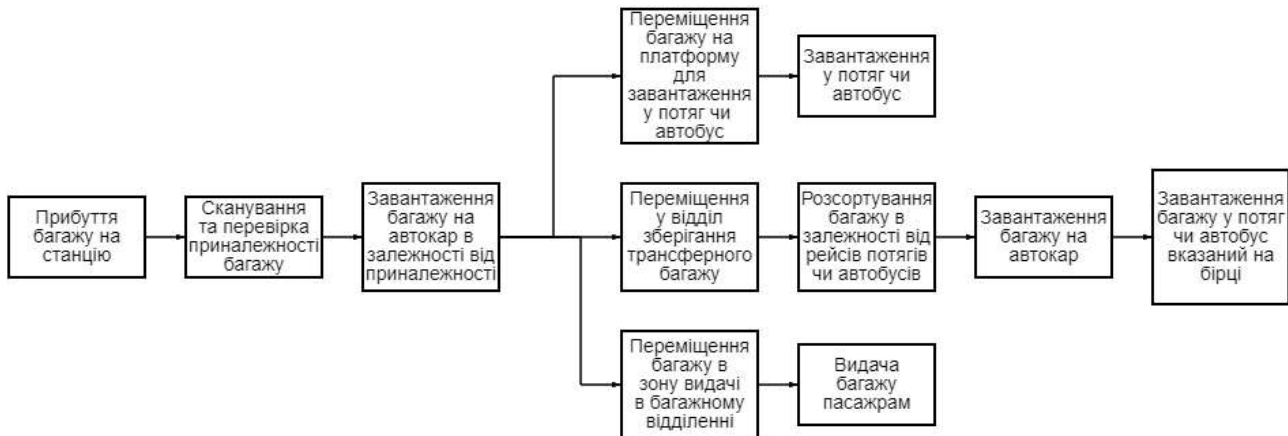 Прибуття
багажу на
станцію
Сканування
та перевірка
приналежності
багажу
Завантаження
багажу на
автокар в
залежності від
приналежності
Переміщення
багажу на
платформу
для
завантаження
у потяг чи
автобус
Завантаження
у потяг чи
автобус
Переміщення
у відділ
зберігання
трансферного
багажу
Розсортування
багажу в
залежності від
рейсів потягів
чи автобусів
Завантаження
багажу на
автокар
Завантаження
багажу у потяг
чи автобус
вказаний на
бірці
Переміщення
багажу в
зону видачі
в багажному
відділенні
Видача
багажу
пасажрам